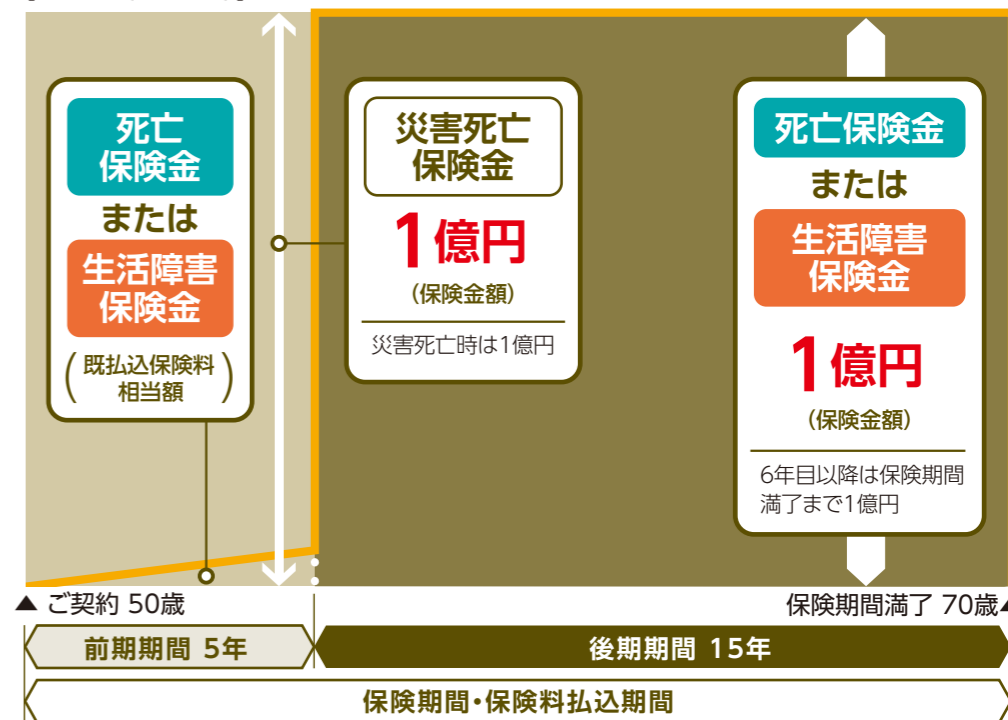 死亡
保険金
または
生活障害
保険金
(既払込保険料
相当額)
災害死亡
保険金
1億円
(保険金額)
災害死亡時は1億円
死亡保険金
または
生活障害
保険金
1億円
(保険金額)
6年目以降は保険期間
満了まで1億円
▲ ご契約 50歳
保険期間満了 70歳▲
前期期間 5年
後期期間 15年
保険期間・保険料払込期間